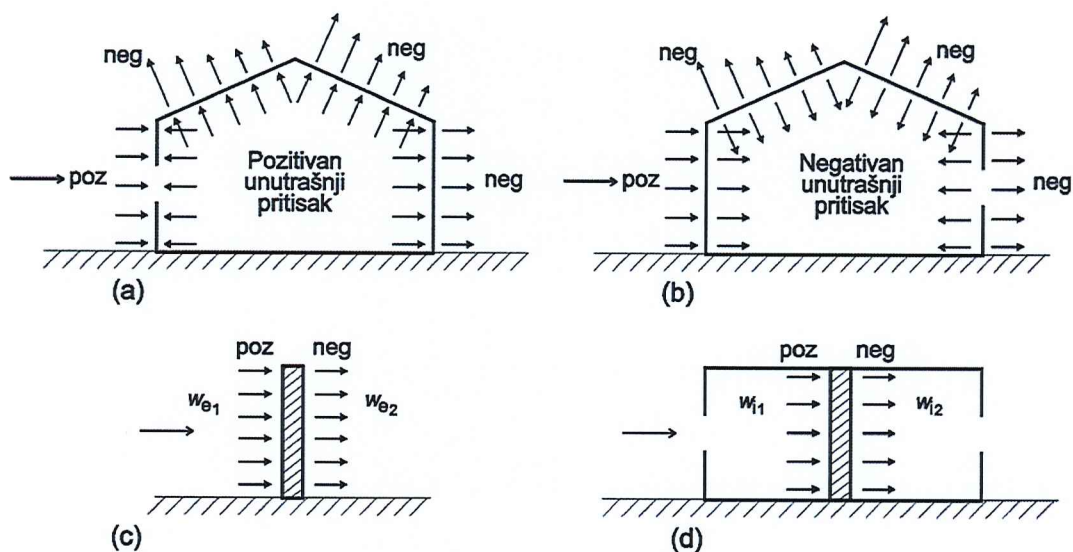 neg
neg
poz
Pozitivan
unutrašnji
pritisak
neg
(a)
neg
neg
poz
Negativan
unutrašnji
pritisak
neg
(b)
poz neg
we1 we2
(c)
poz neg
wi1 wi2
(d)